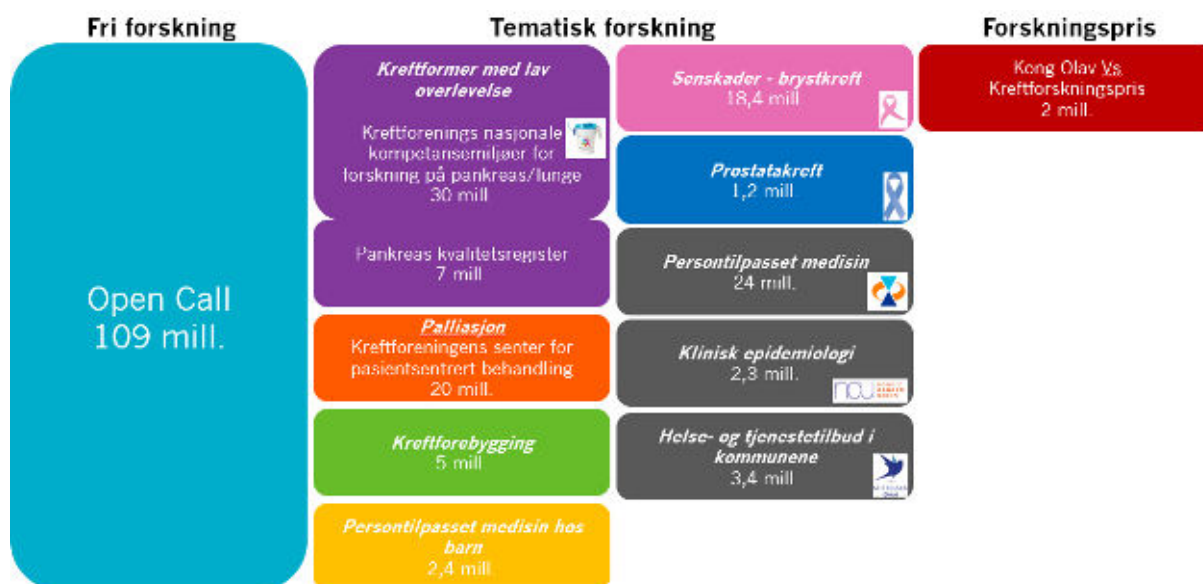 Fri forskning
Tematisk forskning
Forskningspris
Open Call
109 mill.
Kreftformer med lav
overlevelse
Kreftforenings nasjonale
kompetansemiljøer for
forskning på pankreas/lunge
30 mill
Pankreas kvalitetsregister
7 mill
Palliasjon
Kreftforeningens senter for
pasientsentrert behandling
20 mill.
Kreftforebygging
5 mill
Persontilpasset medisin hos
barn
2,4 mill
Senskader - brystkreft
18,4 mill
Prostatakreft
1,2 mill
Persontilpasset medisin
24 mill.
Klinisk epidemiologi
2,3 mill.
ncu
Helse- og tjenestetilbud i
kommunene
3,4 mill
Kong Olav Vs
Kreftforskningspris
2 mill.